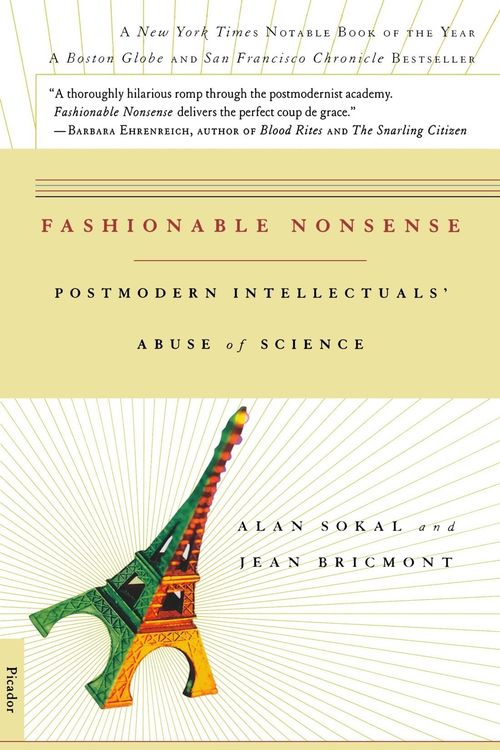 A New York Times Notable Book of the Year
A Boston Globe and San Francisco Chronicle Bestseller
“A thoroughly hilarious romp through the postmodernist academy.
Fashionable Nonsense delivers the perfect coup de grace.”
—Barbara Ehrenreich, author of Blood Rites and The Snarling Citizen
FASHIONABLE NONSENSE
POSTMODERN INTELLECTUALS’
ABUSE of SCIENCE
ALAN SOKAL and
JEAN BRICMONT
Picador